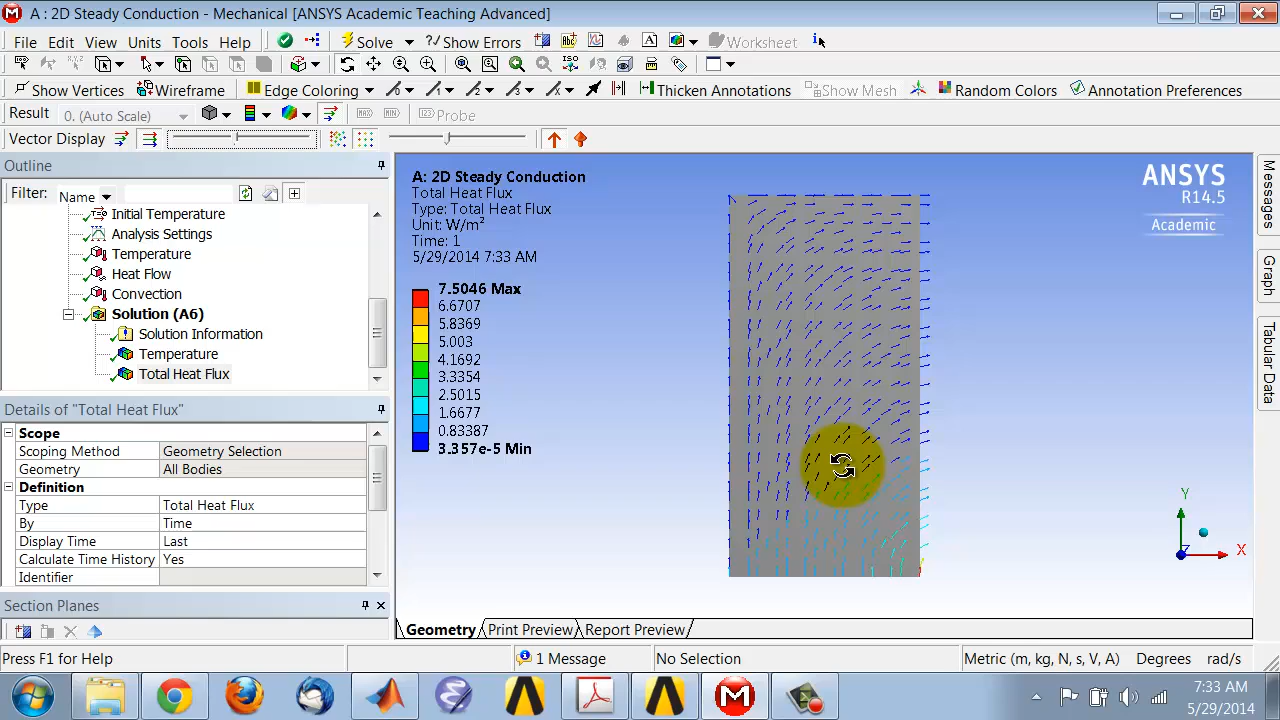 A : 2D Steady Conduction - Mechanical [ANSYS Academic Teaching Advanced]
File Edit View Units Tools Help Solve ?/ Show Errors Worksheet
Show Vertices Wireframe Edge Coloring Thicken Annotations Show Mesh Random Colors Annotation Preferences
Result 0. (Auto Scale) MAX MIN Probe
Vector Display
Outline
Filter: Name
Initial Temperature
Analysis Settings
Temperature
Heat Flow
Convection
Solution (A6)
Solution Information
Temperature
Total Heat Flux
Details of "Total Heat Flux"
Scope
Scoping Method Geometry Selection
Geometry All Bodies
Definition
Type Total Heat Flux
By Time
Display Time Last
Calculate Time History Yes
Identifier
Section Planes
A: 2D Steady Conduction
Total Heat Flux
Type: Total Heat Flux
Unit: W/m²
Time: 1
5/29/2014 7:33 AM
7.5046 Max
6.6707
5.8369
5.003
4.1692
3.3354
2.5015
1.6677
0.83387
3.357e-5 Min
ANSYS
R14.5
Academic
Y
X
Z
Messages
Graph
Tabular Data
Geometry Print Preview Report Preview
Press F1 for Help 1 Message No Selection Metric (m, kg, N, s, V, A) Degrees rad/s
7:33 AM
5/29/2014